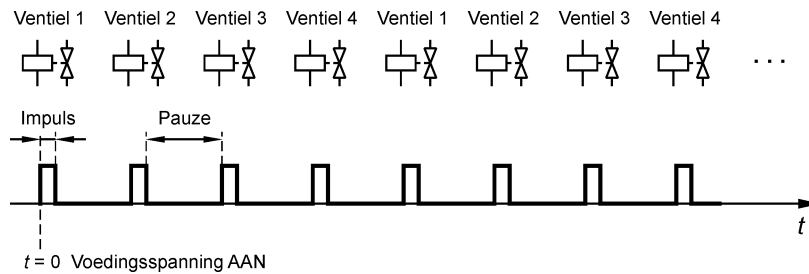 Ventiel 1 Ventiel 2 Ventiel 3 Ventiel 4 Ventiel 1 Ventiel 2 Ventiel 3 Ventiel 4
. . .
Impuls Pauze
t
t = 0 Voedingsspanning AAN